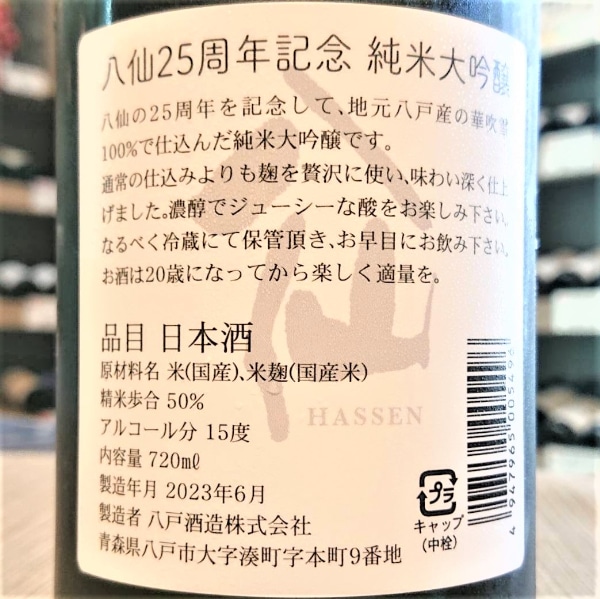 八仙25周年記念 純米大吟醸
八仙の25周年を記念して、地元八戸産の華吹雪
100%で仕込んだ純米大吟醸です。
通常の仕込みよりも麹を贅沢に使い、味わい深く仕上
げました。濃醇でジューシーな酸をお楽しみ下さい。
なるべく冷蔵にて保管頂き、お早目にお飲み下さい。
お酒は20歳になってから楽しく適量を。
仙
HASSEN
品目 日本酒
原材料名 米(国産)、米麹(国産米)
精米歩合 50%
アルコール分 15度
内容量 720mℓ
製造年月 2023年6月
製造者 八戸酒造株式会社
青森県八戸市大字湊町字本町9番地
プラ
キャップ
(中栓)